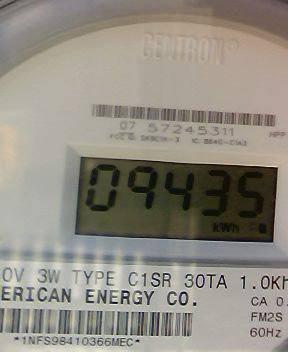 CENTRON®
07 57245311
09435
kWh
0V 3W TYPE C1SR 30TA 1.0Kh
ERICAN ENERGY CO.
CA 0.
FM2S
60Hz
*1NFS98410366MEC*